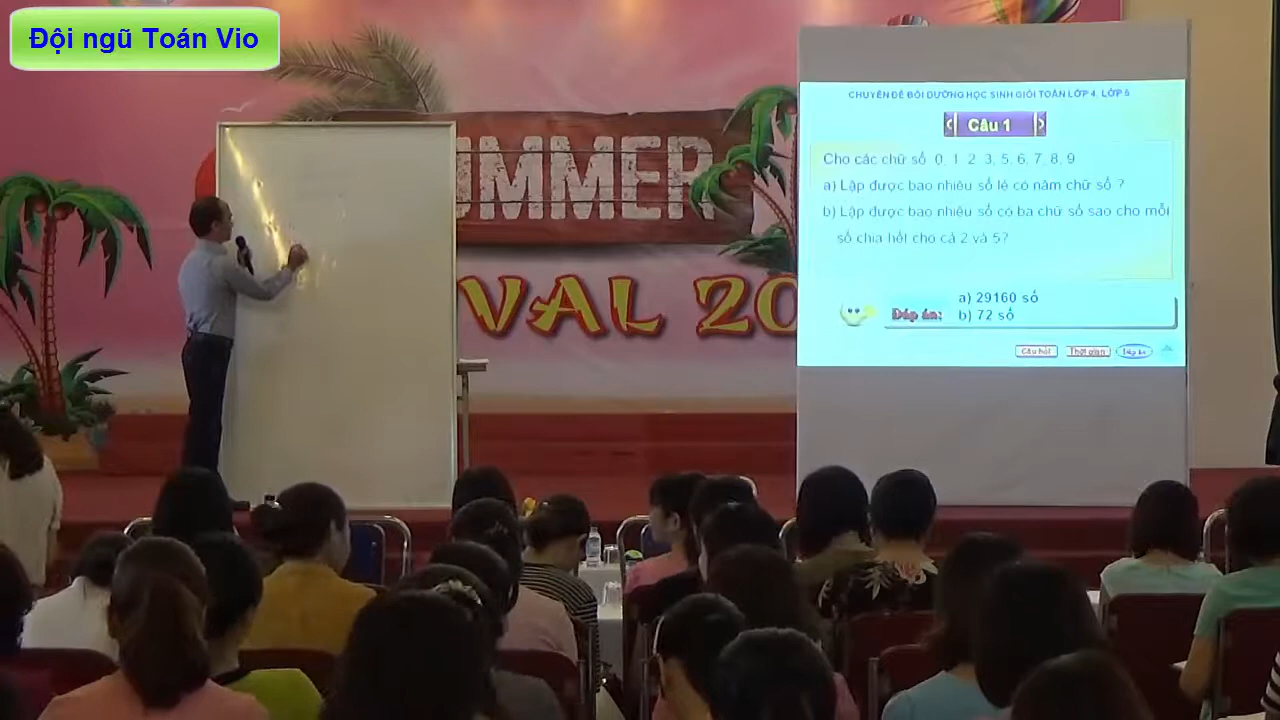 Đội ngũ Toán Vio
UMMER
VAL 20
CHUYÊN ĐỀ BỒI DƯỠNG HỌC SINH GIỎI TOÁN LỚP 4, LỚP 5
Câu 1
Cho các chữ số 0, 1, 2, 3, 5, 6, 7, 8, 9
a) Lập được bao nhiêu số lẻ có năm chữ số ?
b) Lập được bao nhiêu số có ba chữ số sao cho mỗi
số chia hết cho cả 2 và 5?
Đáp án:
a) 29160 số
b) 72 số
Câu hỏi
Thời gian
Đáp án